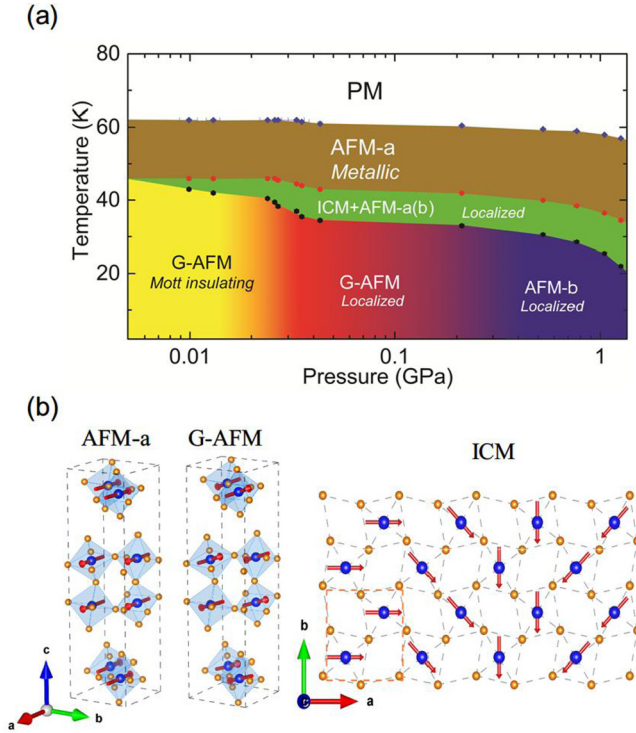 (a)
80
60
40
20
Temperature (K)
PM
AFM-a
Metallic
ICM+AFM-a(b)
Localized
G-AFM
Mott insulating
G-AFM
Localized
AFM-b
Localized
0.01
0.1
1
Pressure (GPa)
(b)
AFM-a
G-AFM
ICM
c
a
b
b
c
a